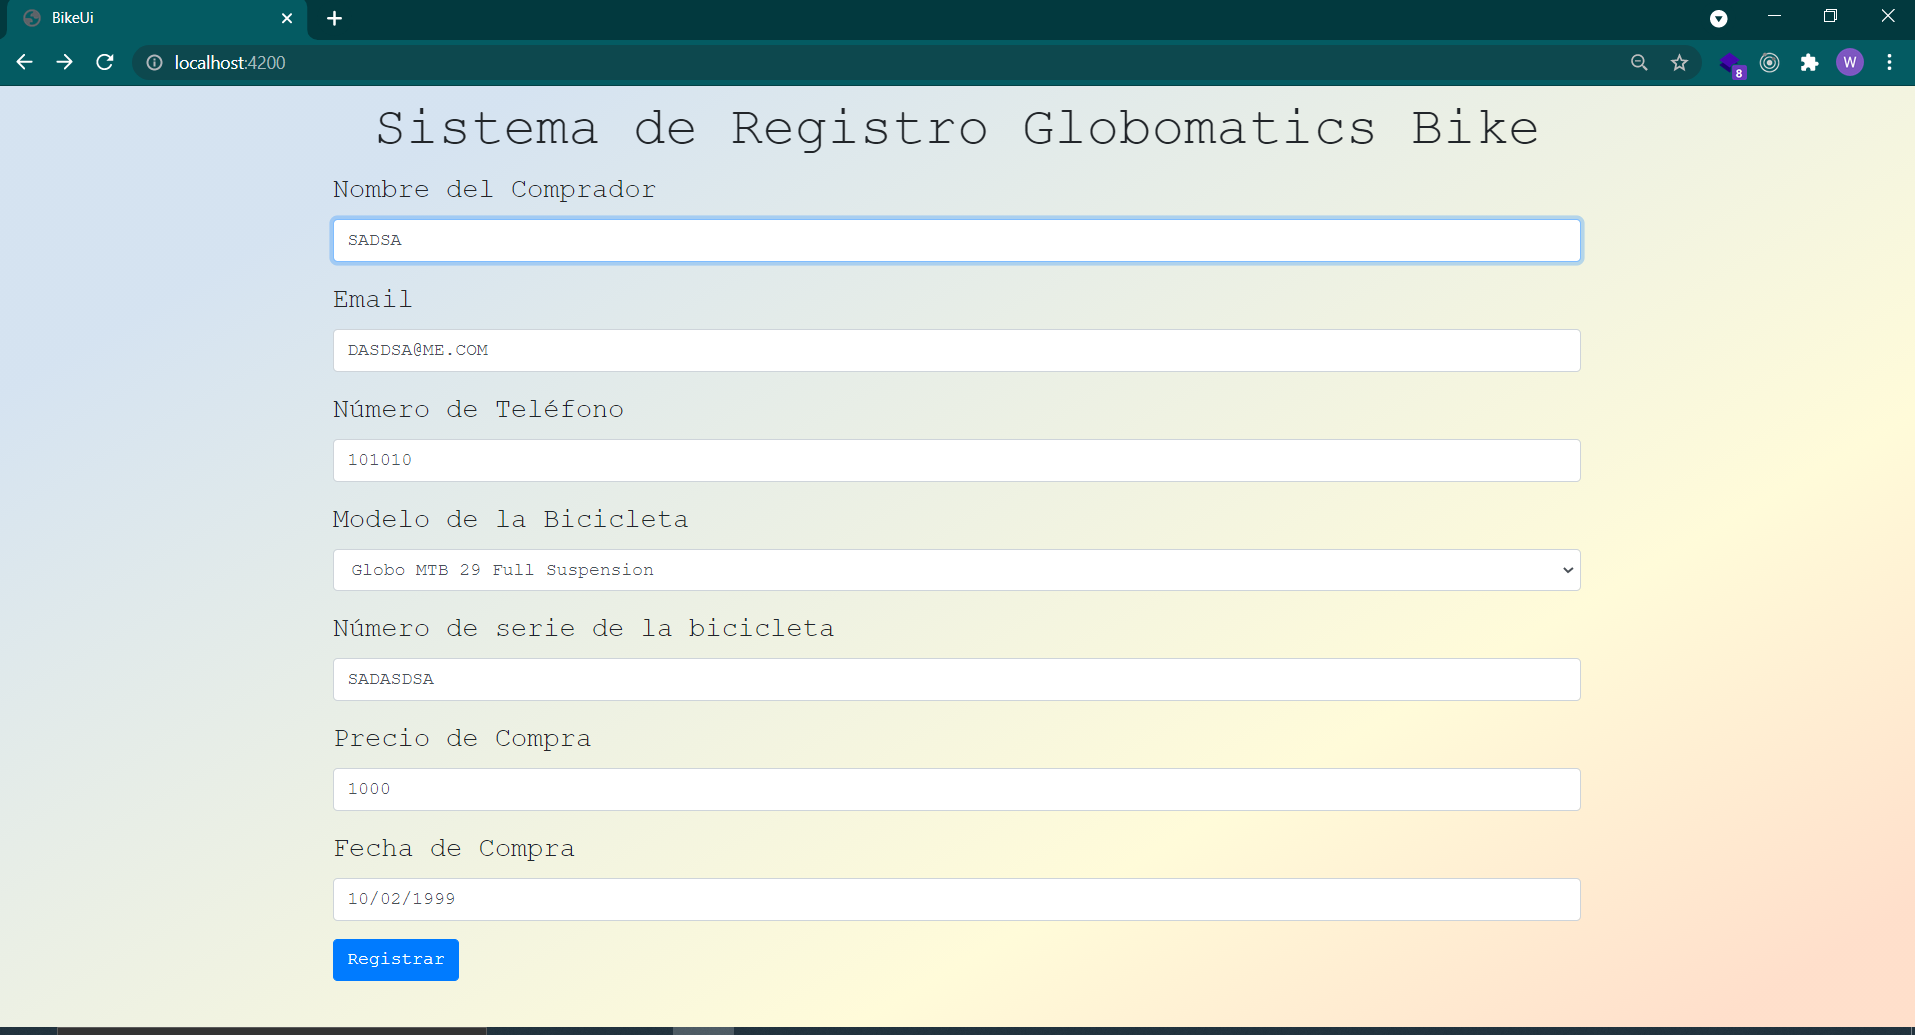 BikeUi
localhost:4200
8
W
Sistema de Registro Globomatics Bike
Nombre del Comprador
SADSA
Email
DASDSA@ME.COM
Número de Teléfono
101010
Modelo de la Bicicleta
Globo MTB 29 Full Suspension
Número de serie de la bicicleta
SADASDSA
Precio de Compra
1000
Fecha de Compra
10/02/1999
Registrar